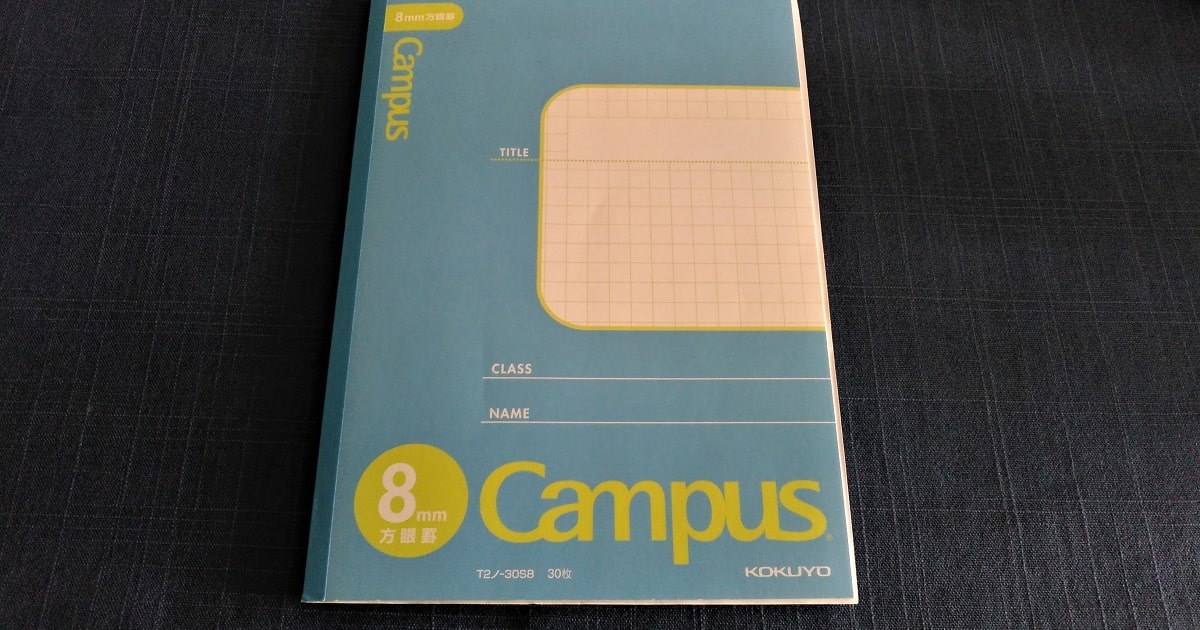 8mm方眼罫
Campus
TITLE
CLASS
NAME
8mm
方眼罫
Campus
T2ノ-30S8 30枚
KOKUYO